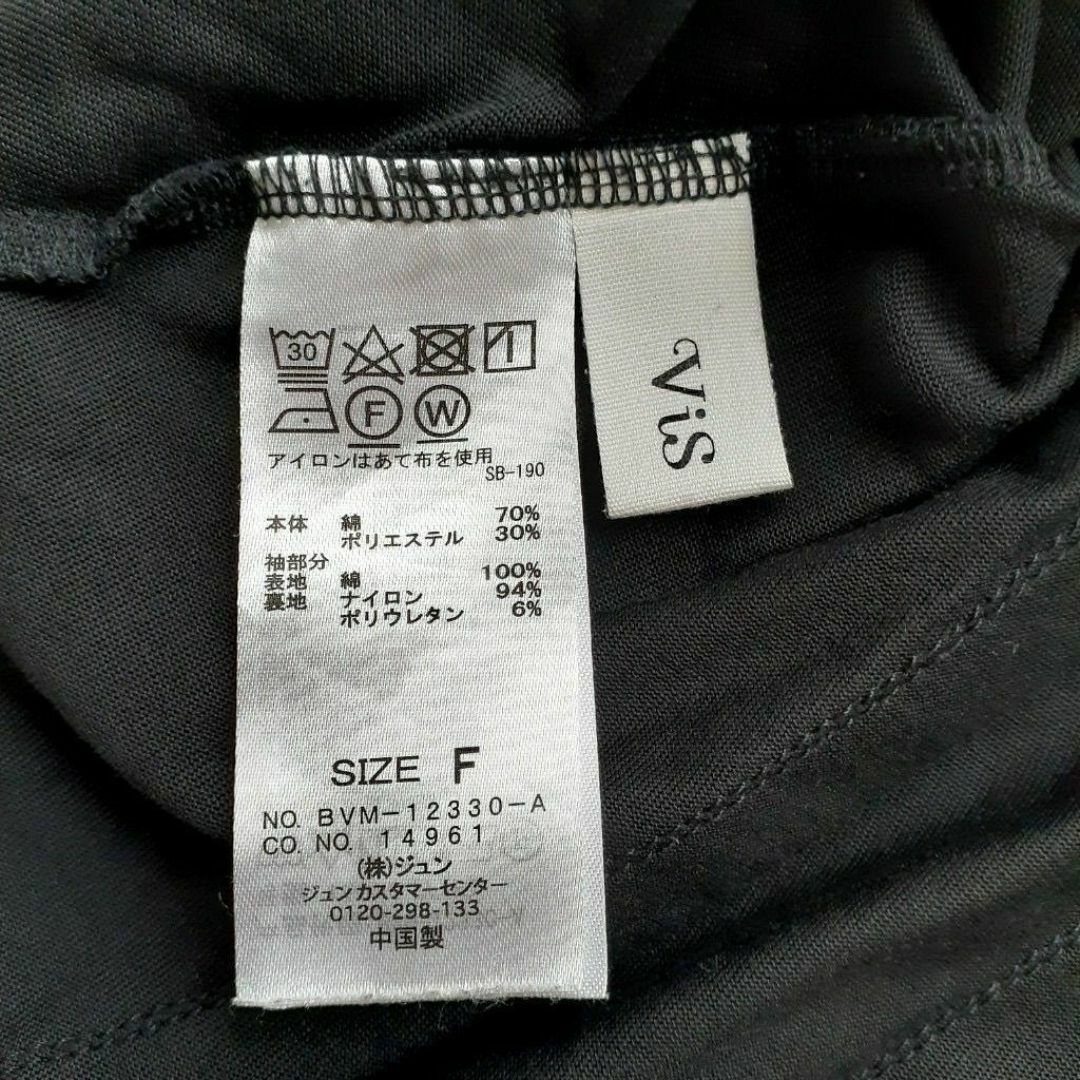 30
F W
アイロンはあて布を使用
SB-190
本体 綿 70%
ポリエステル 30%
袖部分
表地 綿 100%
裏地 ナイロン 94%
ポリウレタン 6%
SIZE F
NO. BVM-12330-A
CO. NO. 14961
(株)ジュン
ジュン カスタマーセンター
0120-298-133
中国製
ViS